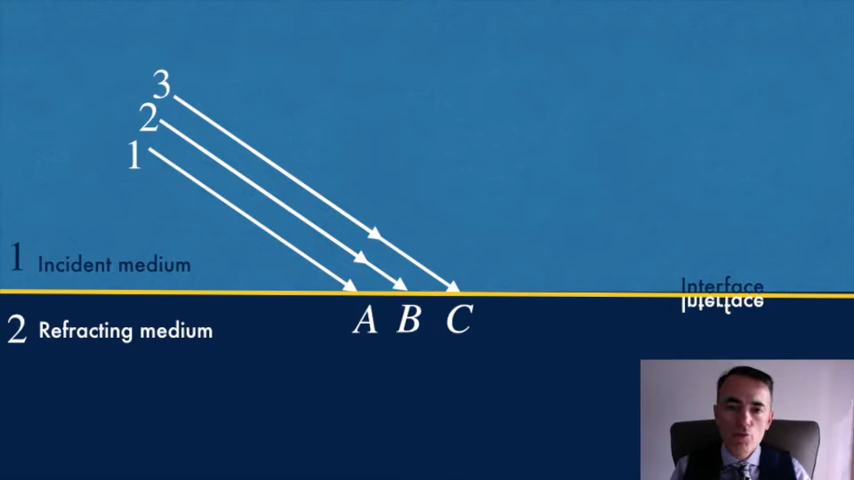 3
2
1
1 Incident medium
Interface
Interface
2 Refracting medium
A B C